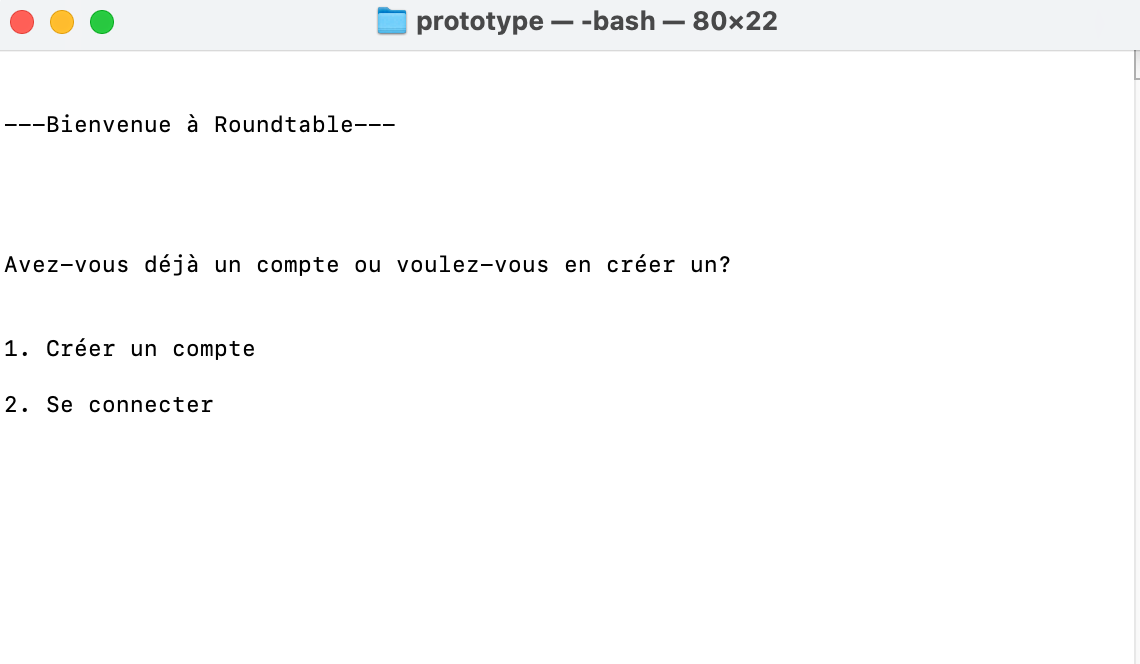 prototype — -bash — 80×22
---Bienvenue à Roundtable---
Avez-vous déjà un compte ou voulez-vous en créer un?
1. Créer un compte
2. Se connecter